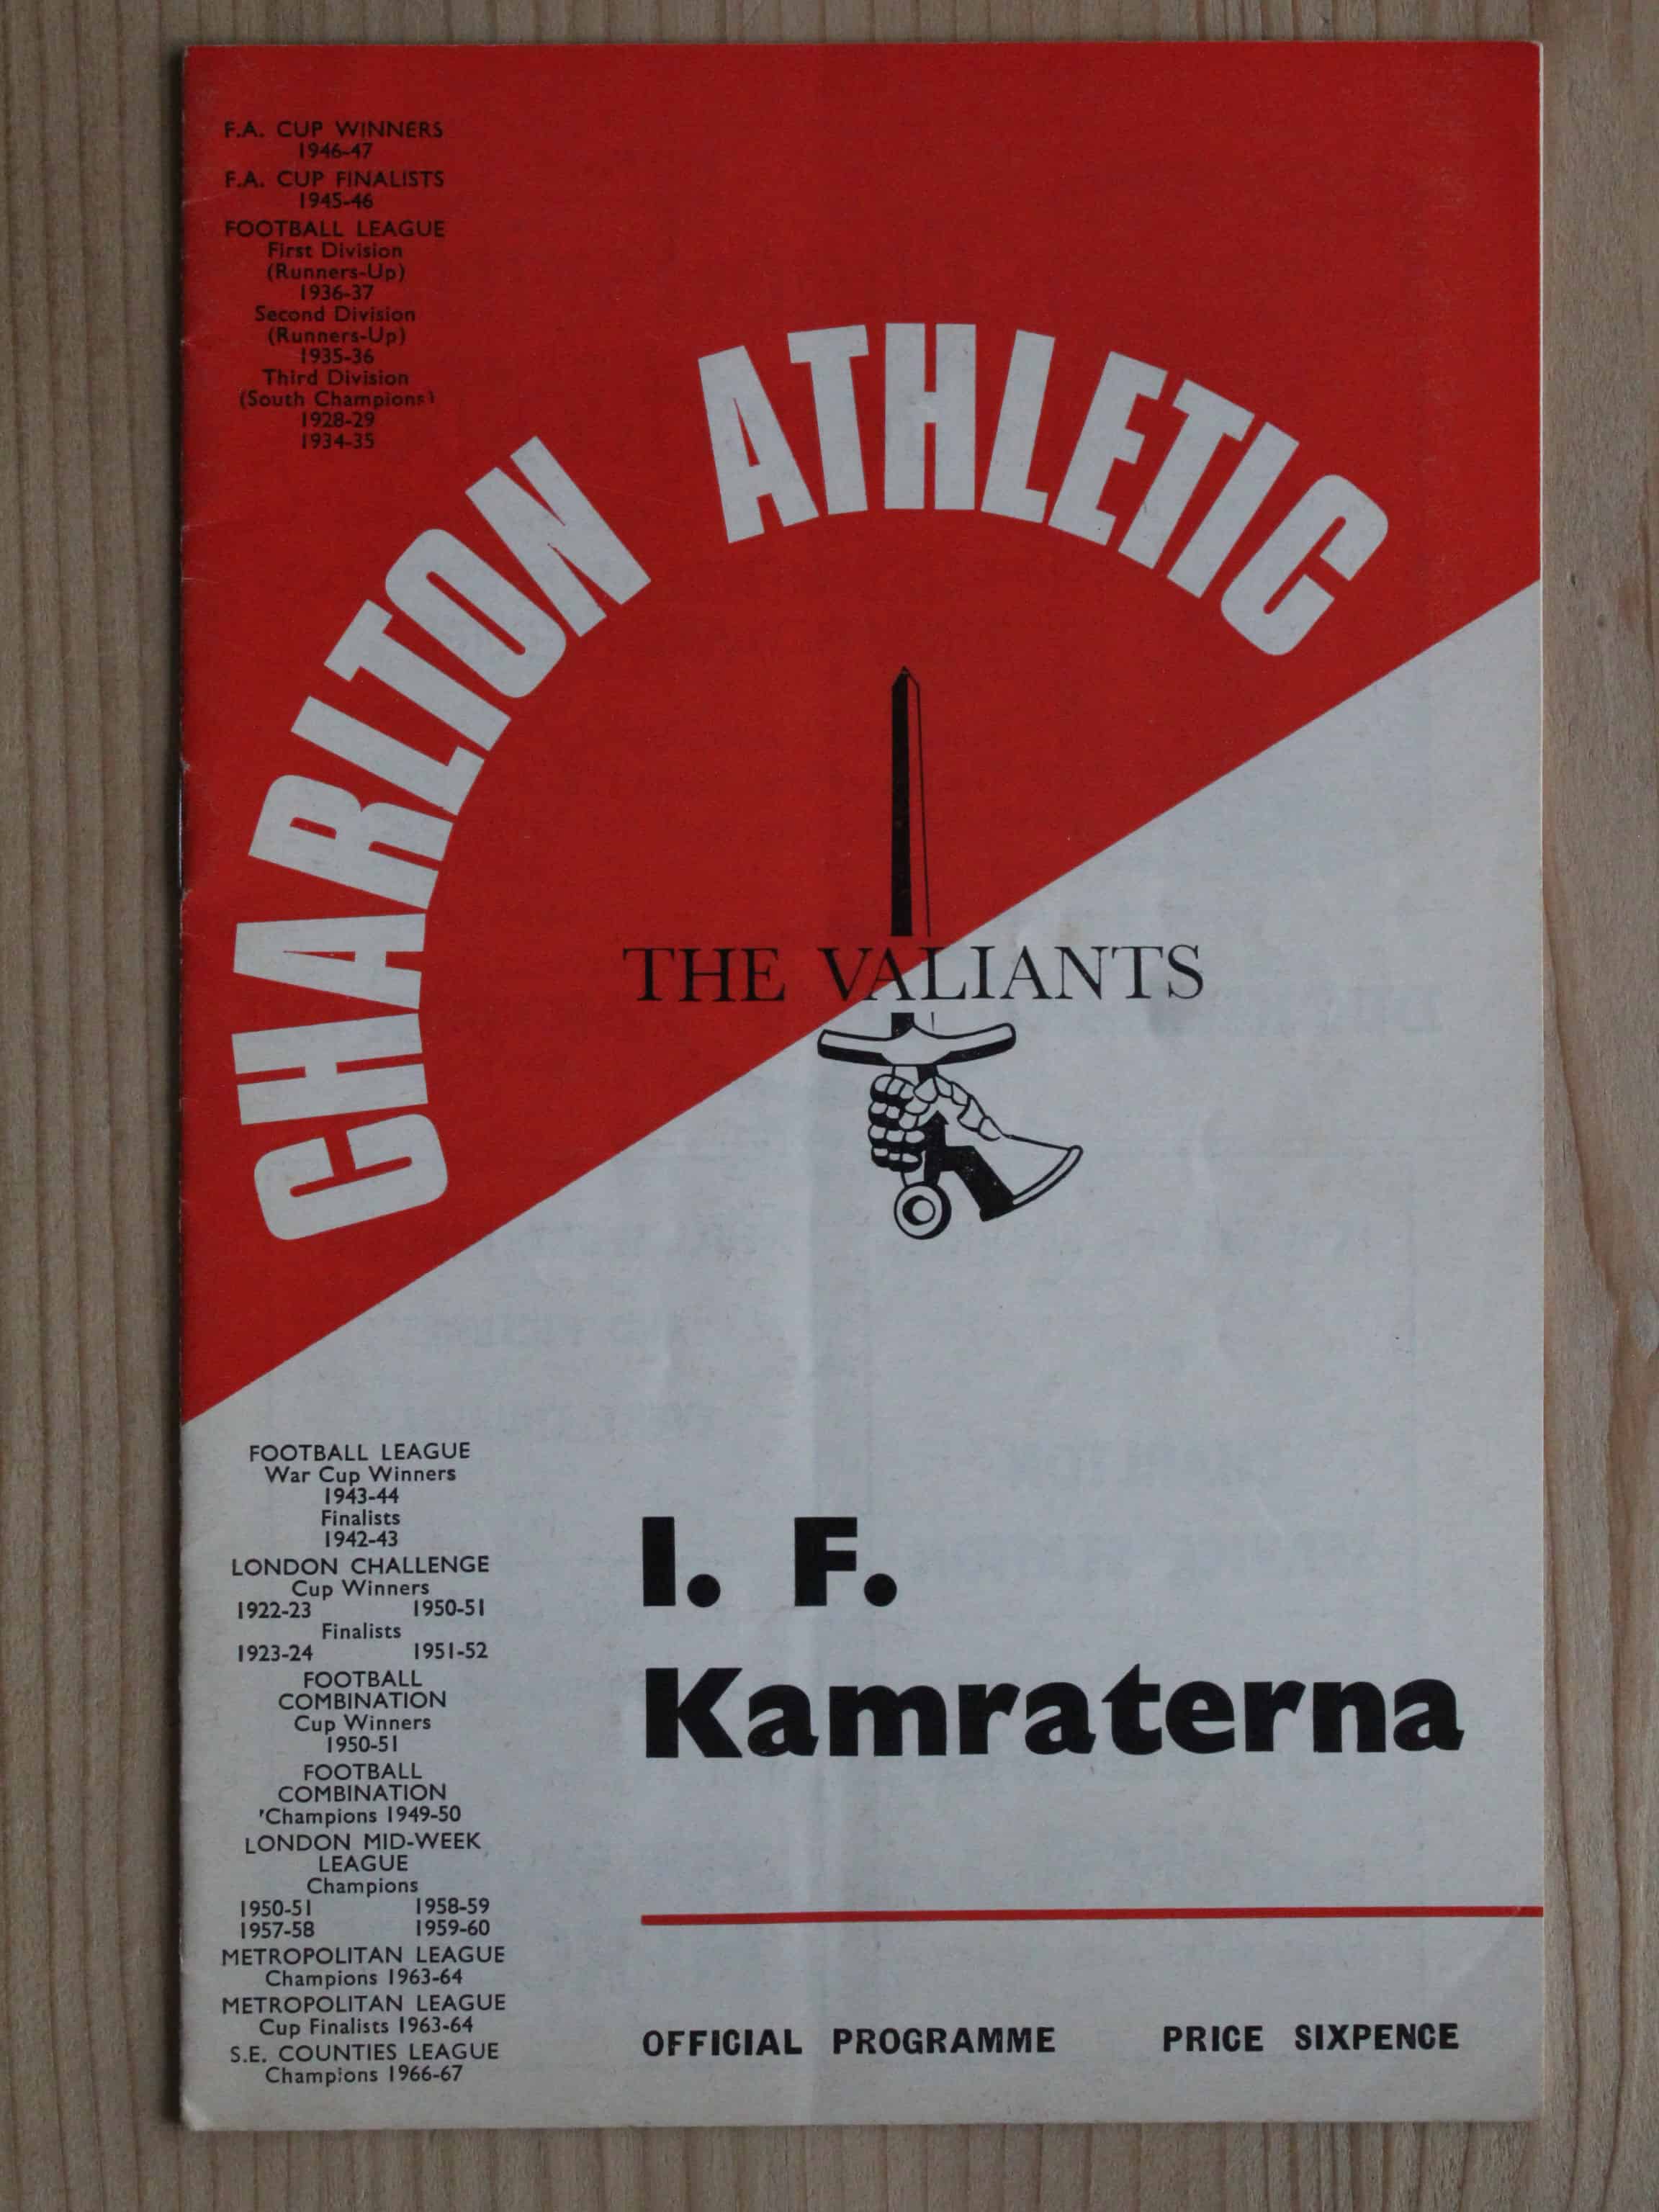 F.A. CUP WINNERS
1946-47
F.A. CUP FINALISTS
1945-46
FOOTBALL LEAGUE
First Division
(Runners-Up)
1936-37
Second Division
(Runners-Up)
1935-36
Third Division
(South Champions)
1928-29
1934-35
CHARLTON ATHLETIC
THE VALIANTS
FOOTBALL LEAGUE
War Cup Winners
1943-44
Finalists
1942-43
LONDON CHALLENGE
Cup Winners
1922-23 1950-51
Finalists
1923-24 1951-52
FOOTBALL
COMBINATION
Cup Winners
1950-51
FOOTBALL
COMBINATION
'Champions 1949-50
LONDON MID-WEEK
LEAGUE
Champions
1950-51 1958-59
1957-58 1959-60
METROPOLITAN LEAGUE
Champions 1963-64
METROPOLITAN LEAGUE
Cup Finalists 1963-64
S.E. COUNTIES LEAGUE
Champions 1966-67
I. F.
Kamraterna
OFFICIAL PROGRAMME PRICE SIXPENCE